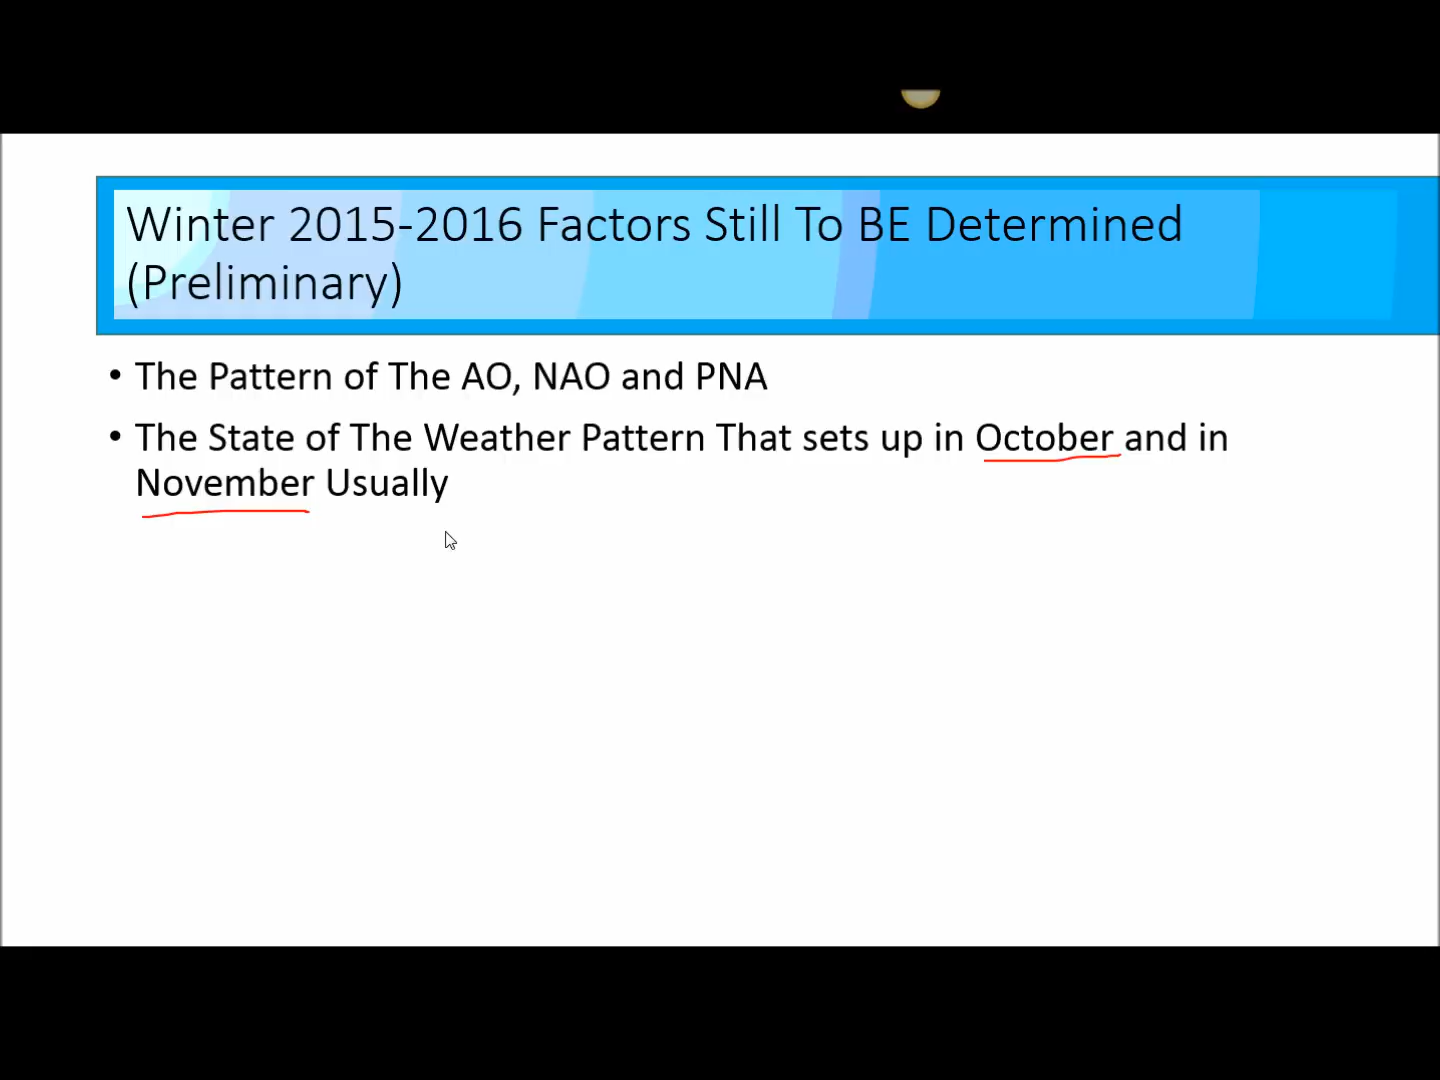 Winter 2015-2016 Factors Still To BE Determined
(Preliminary)
• The Pattern of The AO, NAO and PNA
• The State of The Weather Pattern That sets up in October and in
November Usually